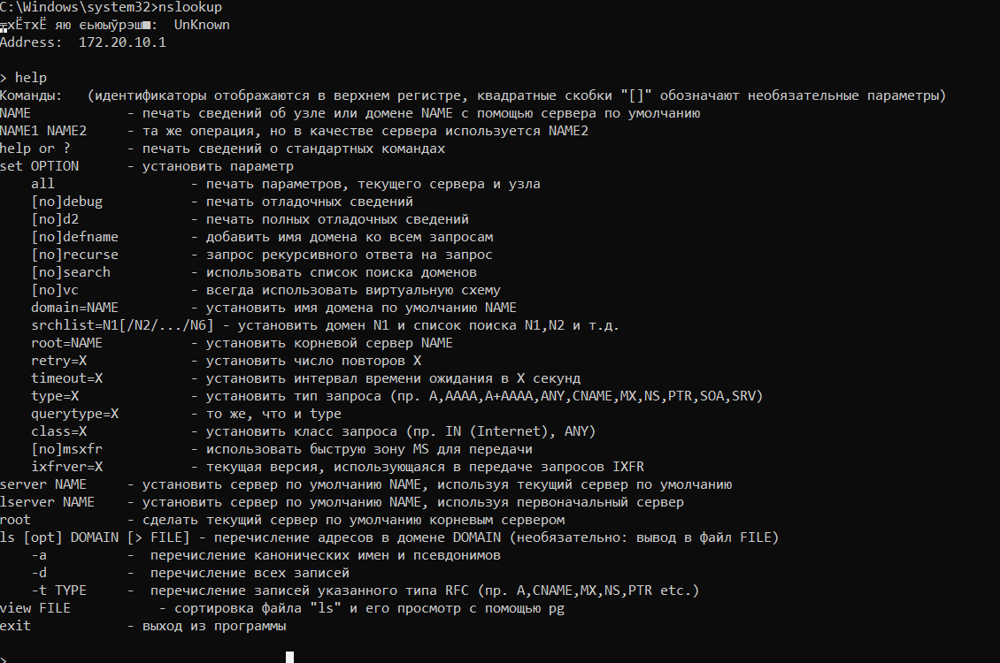 C:\Windows\system32>nslookup
╤хЁтхЁ яю єьюыўрэш■:  UnKnown
Address:  172.20.10.1
> help
Команды:   (идентификаторы отображаются в верхнем регистре, квадратные скобки "[]" обозначают необязательные параметры)
NAME            - печать сведений об узле или домене NAME с помощью сервера по умолчанию
NAME1 NAME2     - та же операция, но в качестве сервера используется NAME2
help or ?       - печать сведений о стандартных командах
set OPTION      - установить параметр
    all                 - печать параметров, текущего сервера и узла
    [no]debug           - печать отладочных сведений
    [no]d2              - печать полных отладочных сведений
    [no]defname         - добавить имя домена ко всем запросам
    [no]recurse         - запрос рекурсивного ответа на запрос
    [no]search          - использовать список поиска доменов
    [no]vc              - всегда использовать виртуальную схему
    domain=NAME         - установить имя домена по умолчанию NAME
    srchlist=N1[/N2/.../N6] - установить домен N1 и список поиска N1,N2 и т.д.
    root=NAME           - установить корневой сервер NAME
    retry=X             - установить число повторов X
    timeout=X           - установить интервал времени ожидания в X секунд
    type=X              - установить тип запроса (пр. A,AAAA,A+AAAA,ANY,CNAME,MX,NS,PTR,SOA,SRV)
    querytype=X         - то же, что и type
    class=X             - установить класс запроса (пр. IN (Internet), ANY)
    [no]msxfr           - использовать быструю зону MS для передачи
    ixfrver=X           - текущая версия, использующаяся в передаче запросов IXFR
server NAME     - установить сервер по умолчанию NAME, используя текущий сервер по умолчанию
lserver NAME    - установить сервер по умолчанию NAME, используя первоначальный сервер
root            - сделать текущий сервер по умолчанию корневым сервером
ls [opt] DOMAIN [> FILE] - перечисление адресов в домене DOMAIN (необязательно: вывод в файл FILE)
    -a          -  перечисление канонических имен и псевдонимов
    -d          -  перечисление всех записей
    -t TYPE     -  перечисление записей указанного типа RFC (пр. A,CNAME,MX,NS,PTR etc.)
view FILE           - сортировка файла "ls" и его просмотр с помощью pg
exit            - выход из программы
>